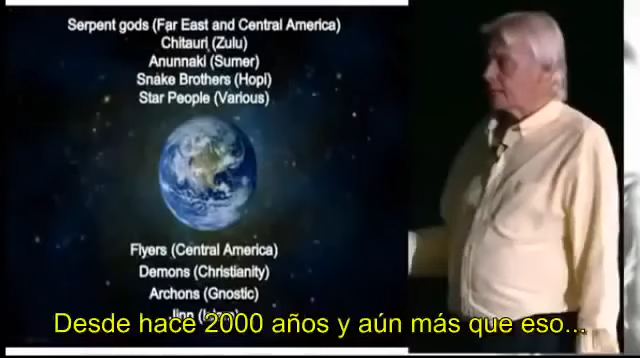 Serpent gods (Far East and Central America)
Chitauri (Zulu)
Anunnaki (Sumer)
Snake Brothers (Hopi)
Star People (Various)
Flyers (Central America)
Demons (Christianity)
Archons (Gnostic)
Jinn
Desde hace 2000 años y aún más que eso...